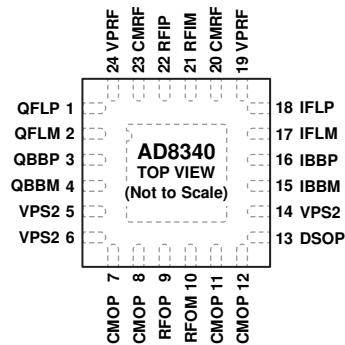 24 VPRF
23 CMRF
22 RFIP
21 RFIM
20 CMRF
19 VPRF
QFLP 1
QFLM 2
QBBP 3
QBBM 4
VPS2 5
VPS2 6
AD8340
TOP VIEW
(Not to Scale)
18 IFLP
17 IFLM
16 IBBP
15 IBBM
14 VPS2
13 DSOP
CMOP 7
CMOP 8
RFOP 9
RFOM 10
CMOP 11
CMOP 12